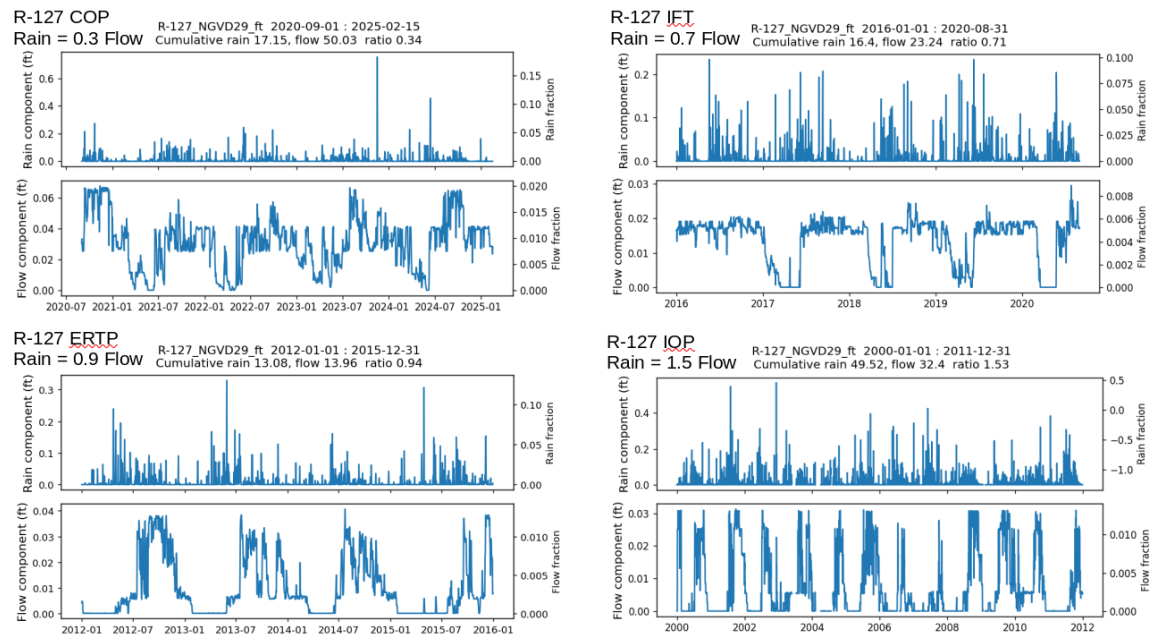 R-127 COP
Rain = 0.3 Flow
R-127_NGVD29_ft 2020-09-01 : 2025-02-15
Cumulative rain 17.15, flow 50.03 ratio 0.34
Rain component (ft)
0.6
0.4
0.2
0.0
0.15
0.10
0.05
0.00
Rain fraction
Flow component (ft)
0.06
0.04
0.02
0.00
0.020
0.015
0.010
0.005
0.000
Flow fraction
2020-07 2021-01 2021-07 2022-01 2022-07 2023-01 2023-07 2024-01 2024-07 2025-01
R-127 IFT
Rain = 0.7 Flow
R-127_NGVD29_ft 2016-01-01 : 2020-08-31
Cumulative rain 16.4, flow 23.24 ratio 0.71
Rain component (ft)
0.2
0.1
0.0
0.100
0.075
0.050
0.025
0.000
Rain fraction
Flow component (ft)
0.03
0.02
0.01
0.00
0.008
0.006
0.004
0.002
0.000
Flow fraction
2016 2017 2018 2019 2020
R-127 ERTP
Rain = 0.9 Flow
R-127_NGVD29_ft 2012-01-01 : 2015-12-31
Cumulative rain 13.08, flow 13.96 ratio 0.94
Rain component (ft)
0.3
0.2
0.1
0.0
0.10
0.05
0.00
Rain fraction
Flow component (ft)
0.04
0.03
0.02
0.01
0.00
0.010
0.005
0.000
Flow fraction
2012-01 2012-07 2013-01 2013-07 2014-01 2014-07 2015-01 2015-07 2016-01
R-127 IOP
Rain = 1.5 Flow
R-127_NGVD29_ft 2000-01-01 : 2011-12-31
Cumulative rain 49.52, flow 32.4 ratio 1.53
Rain component (ft)
0.4
0.2
0.0
0.5
0.0
−0.5
−1.0
Rain fraction
Flow component (ft)
0.03
0.02
0.01
0.00
0.010
0.005
0.000
Flow fraction
2000 2002 2004 2006 2008 2010 2012